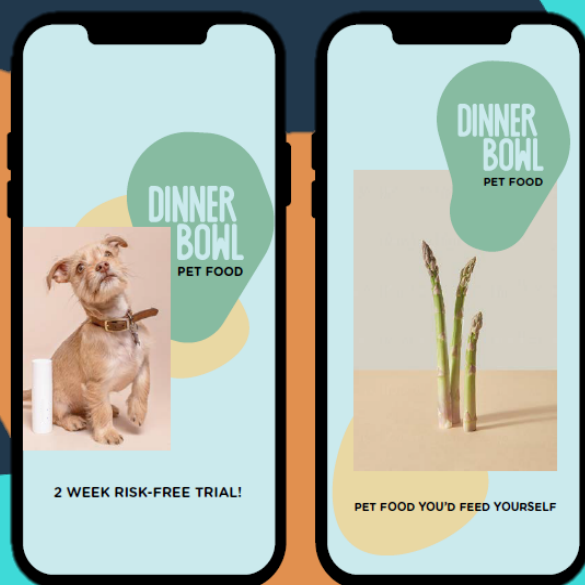 DINNER
BOWL
PET FOOD
2 WEEK RISK-FREE TRIAL!
DINNER
BOWL
PET FOOD
PET FOOD YOU'D FEED YOURSELF